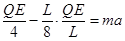 QE/4 − L/8 · QE/L = ma